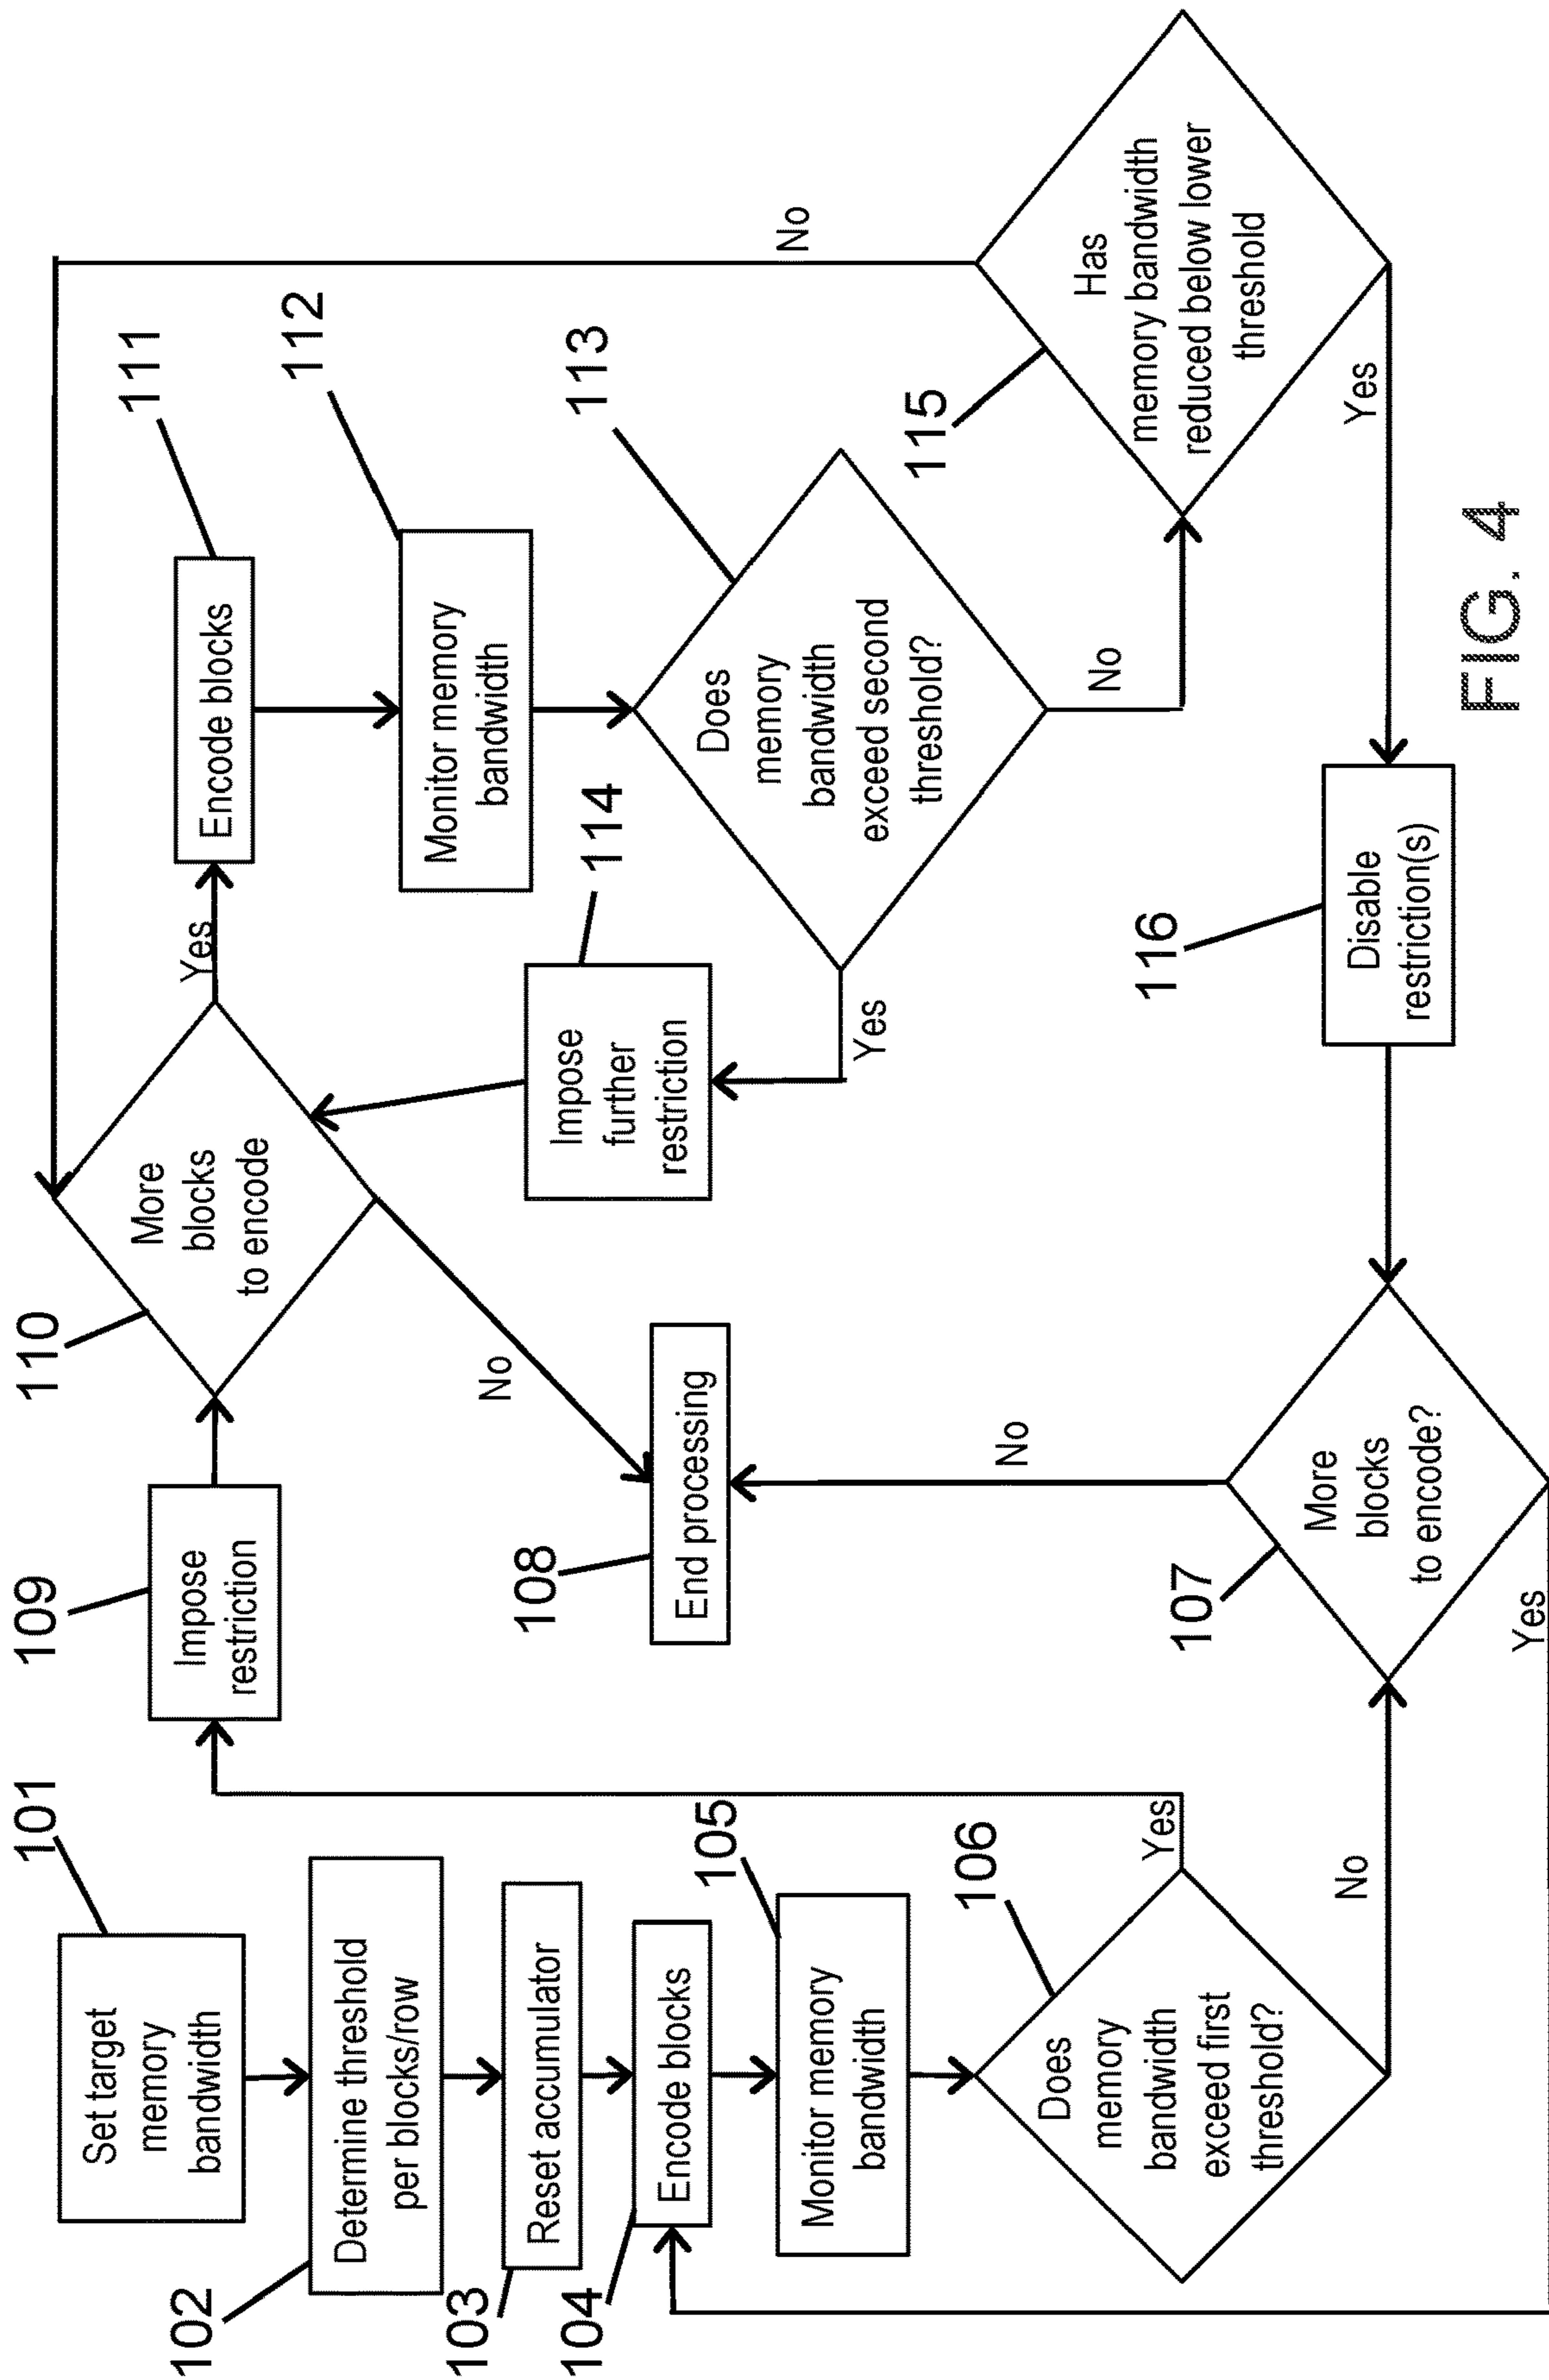 101
Set target
memory
bandwidth
102
Determine threshold
per blocks/row
103
Reset accumulator
104
Encode blocks
105
Monitor memory
bandwidth
106
Does
memory
bandwidth
exceed first
threshold?
Yes
No
107
More
blocks
to encode?
Yes
No
108
End processing
109
Impose
restriction
110
More
blocks
to encode
No
Yes
111
Encode blocks
112
Monitor memory
bandwidth
113
Does
memory
bandwidth
exceed second
threshold?
Yes
No
114
Impose
further
restriction
115
Has
memory bandwidth
reduced below lower
threshold
No
Yes
116
Disable
restriction(s)
FIG. 4